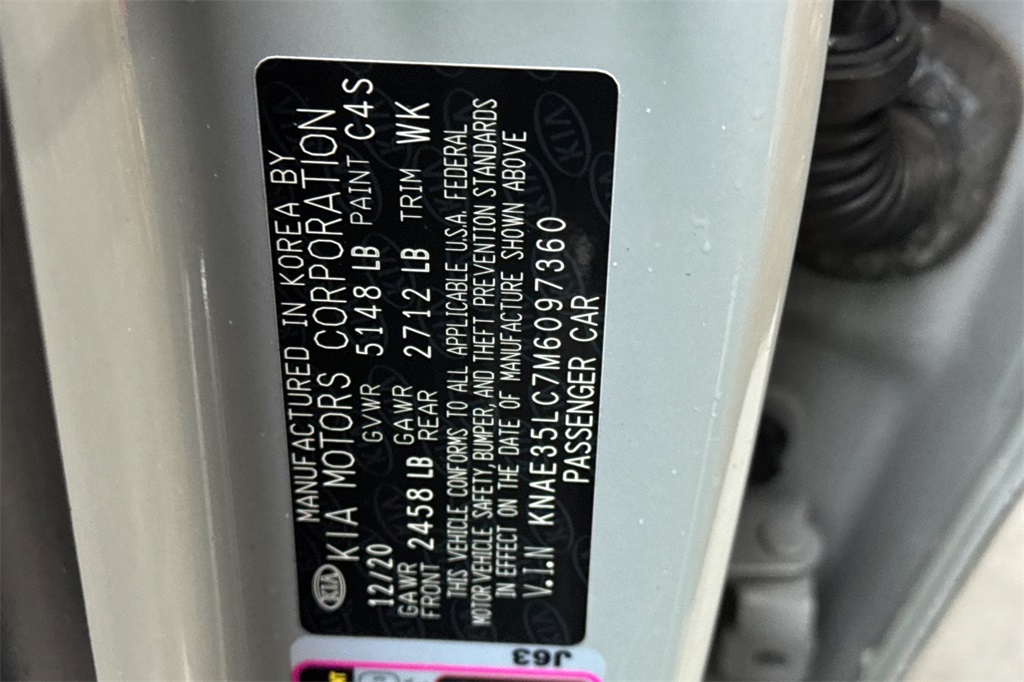 MANUFACTURED IN KOREA BY
KIA KIA MOTORS CORPORATION
12/20 GVWR 5148 LB PAINT C4S
GAWR FRONT 2458 LB GAWR REAR 2712 LB TRIM WK
THIS VEHICLE CONFORMS TO ALL APPLICABLE U.S.A. FEDERAL
MOTOR VEHICLE SAFETY, BUMPER, AND THEFT PREVENTION STANDARDS
IN EFFECT ON THE DATE OF MANUFACTURE SHOWN ABOVE
V.I.N KNAE35LC7M6097360
PASSENGER CAR
J63